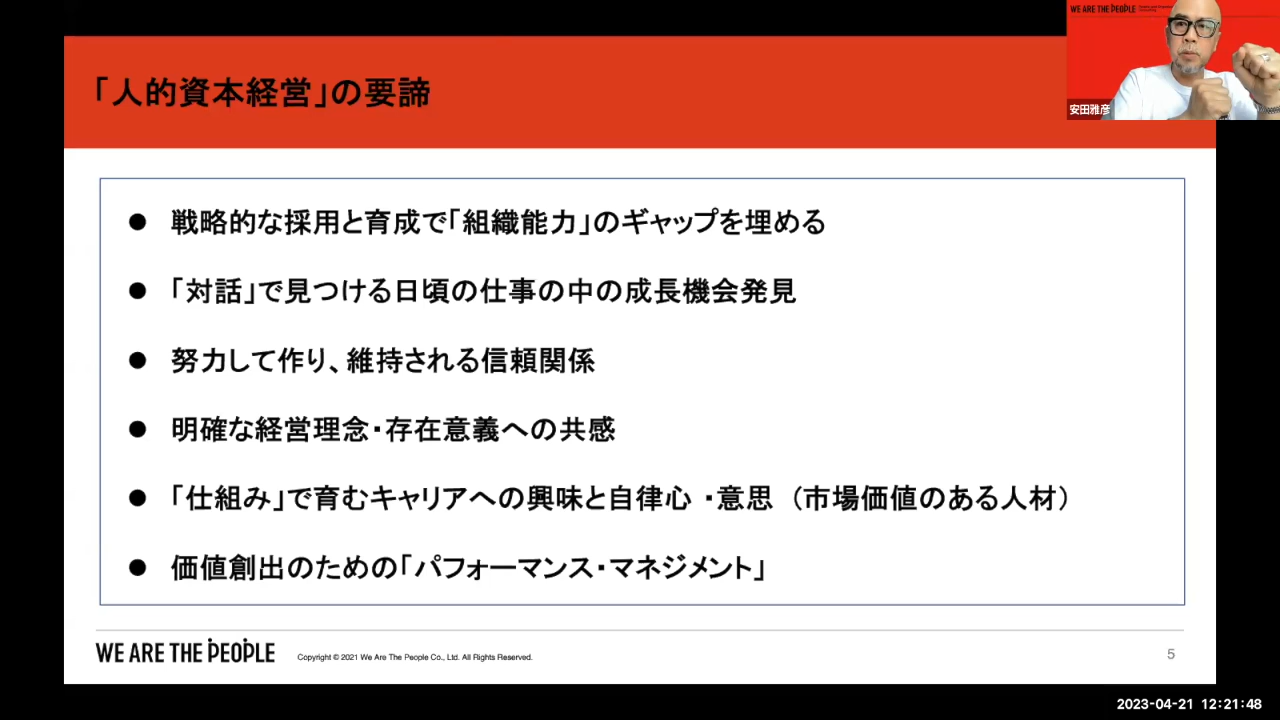 「人的資本経営」の要諦
WE ARE THE PEOPLE
安田雅彦
● 戦略的な採用と育成で「組織能力」のギャップを埋める
● 「対話」で見つける日頃の仕事の中の成長機会発見
● 努力して作り、維持される信頼関係
● 明確な経営理念・存在意義への共感
● 「仕組み」で育むキャリアへの興味と自律心 ・意思 （市場価値のある人材）
● 価値創出のための「パフォーマンス・マネジメント」
WE ARE THE PEOPLE
Copyright © 2021 We Are The People Co., Ltd. All Rights Reserved.
5
2023-04-21 12:21:48